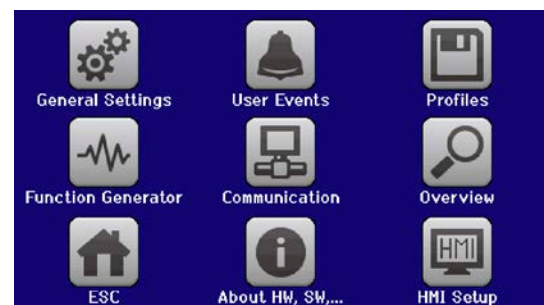 General Settings
User Events
Profiles
Function Generator
Communication
Overview
HMI
ESC
About HW, SW,...
HMI Setup